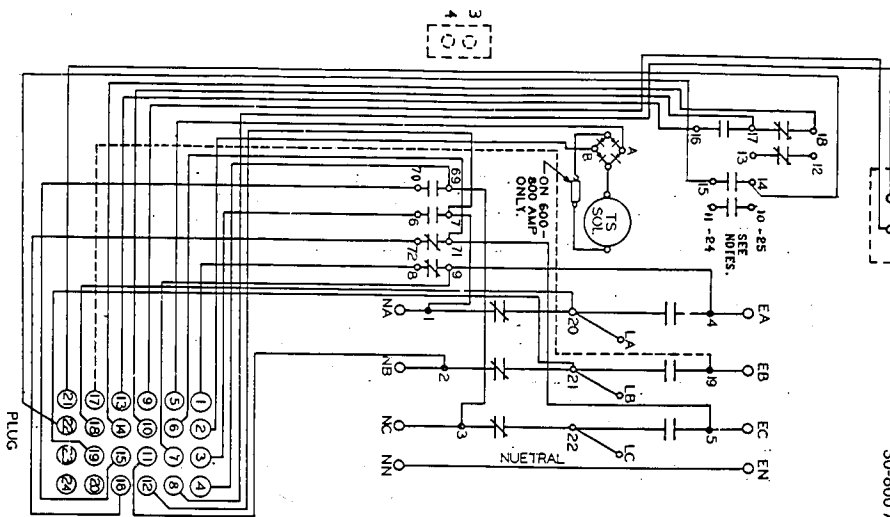 4 3
18
17
16
13
12
14
15
10 - 25
11 - 24
SEE
NOTES.
A
B
ON 600-
800 AMP
ONLY.
TS
SOL.
70
69
6
7
72
71
8
9
NA
1
20
LA
4
EA
NB
2
21
LB
19
EB
NC
3
22
LC
5
EC
NN
NUETRAL
EN
21 17 13 9 5 1
22 18 14 10 6 2
23 19 15 11 7 3
24 20 16 12 8 4
PLUG